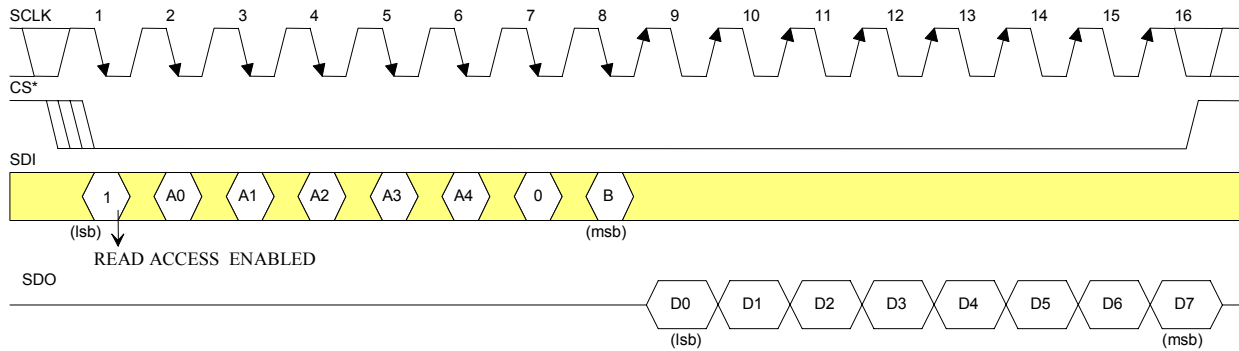 SCLK 1 2 3 4 5 6 7 8 9 10 11 12 13 14 15 16
CS*
SDI
1 A0 A1 A2 A3 A4 0 B
(lsb) (msb)
READ ACCESS ENABLED
SDO
D0 D1 D2 D3 D4 D5 D6 D7
(lsb) (msb)